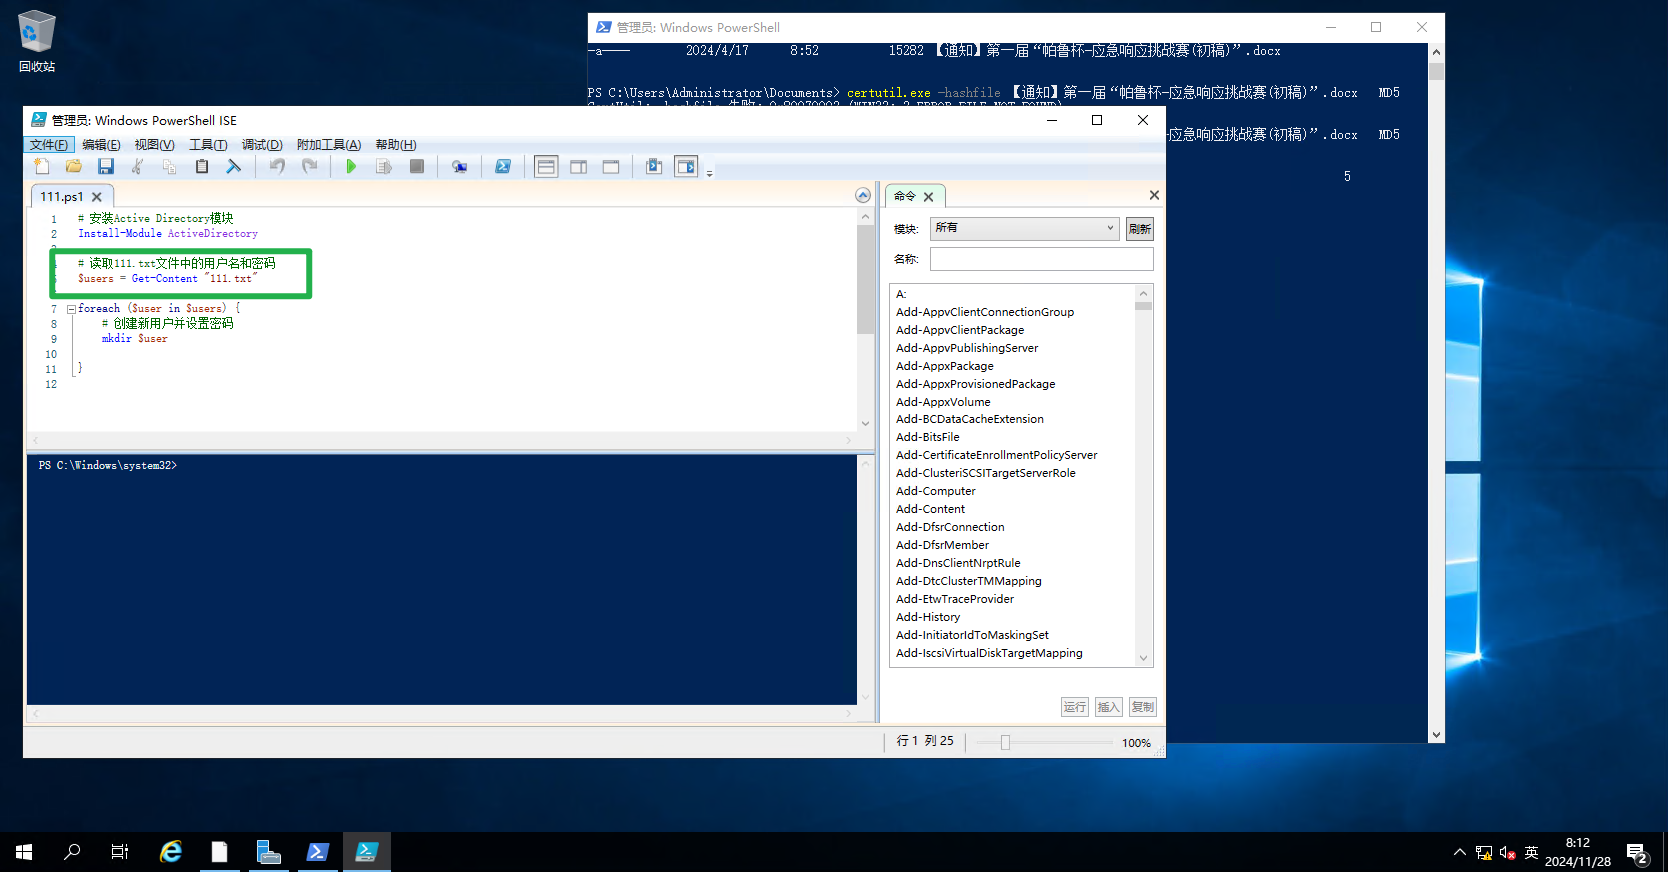 回收站
管理员: Windows PowerShell
-a---- 2024/4/17 8:52 15282 【通知】第一届“帕鲁杯-应急响应挑战赛(初稿)”.docx
PS C:\Users\Administrator\Documents> certutil.exe -hashfile 【通知】第一届“帕鲁杯-应急响应挑战赛(初稿)”.docx MD5
-应急响应挑战赛(初稿)”.docx MD5
5
管理员: Windows PowerShell ISE
文件(F) 编辑(E) 视图(V) 工具(T) 调试(D) 附加工具(A) 帮助(H)
111.ps1
1 # 安装Active Directory模块
2 Install-Module ActiveDirectory
# 读取111.txt文件中的用户名和密码
$users = Get-Content "111.txt"
7 foreach ($user in $users) {
8 # 创建新用户并设置密码
9 mkdir $user
10
11 }
12
PS C:\Windows\system32>
命令
模块: 所有 刷新
名称:
A:
Add-AppvClientConnectionGroup
Add-AppvClientPackage
Add-AppvPublishingServer
Add-AppxPackage
Add-AppxProvisionedPackage
Add-AppxVolume
Add-BCDataCacheExtension
Add-BitsFile
Add-CertificateEnrollmentPolicyServer
Add-ClusteriSCSITargetServerRole
Add-Computer
Add-Content
Add-DfsrConnection
Add-DfsrMember
Add-DnsClientNrptRule
Add-DtcClusterTMMapping
Add-EtwTraceProvider
Add-History
Add-InitiatorIdToMaskingSet
Add-IscsiVirtualDiskTargetMapping
运行 插入 复制
行 1 列 25 100%
英
8:12
2024/11/28
2